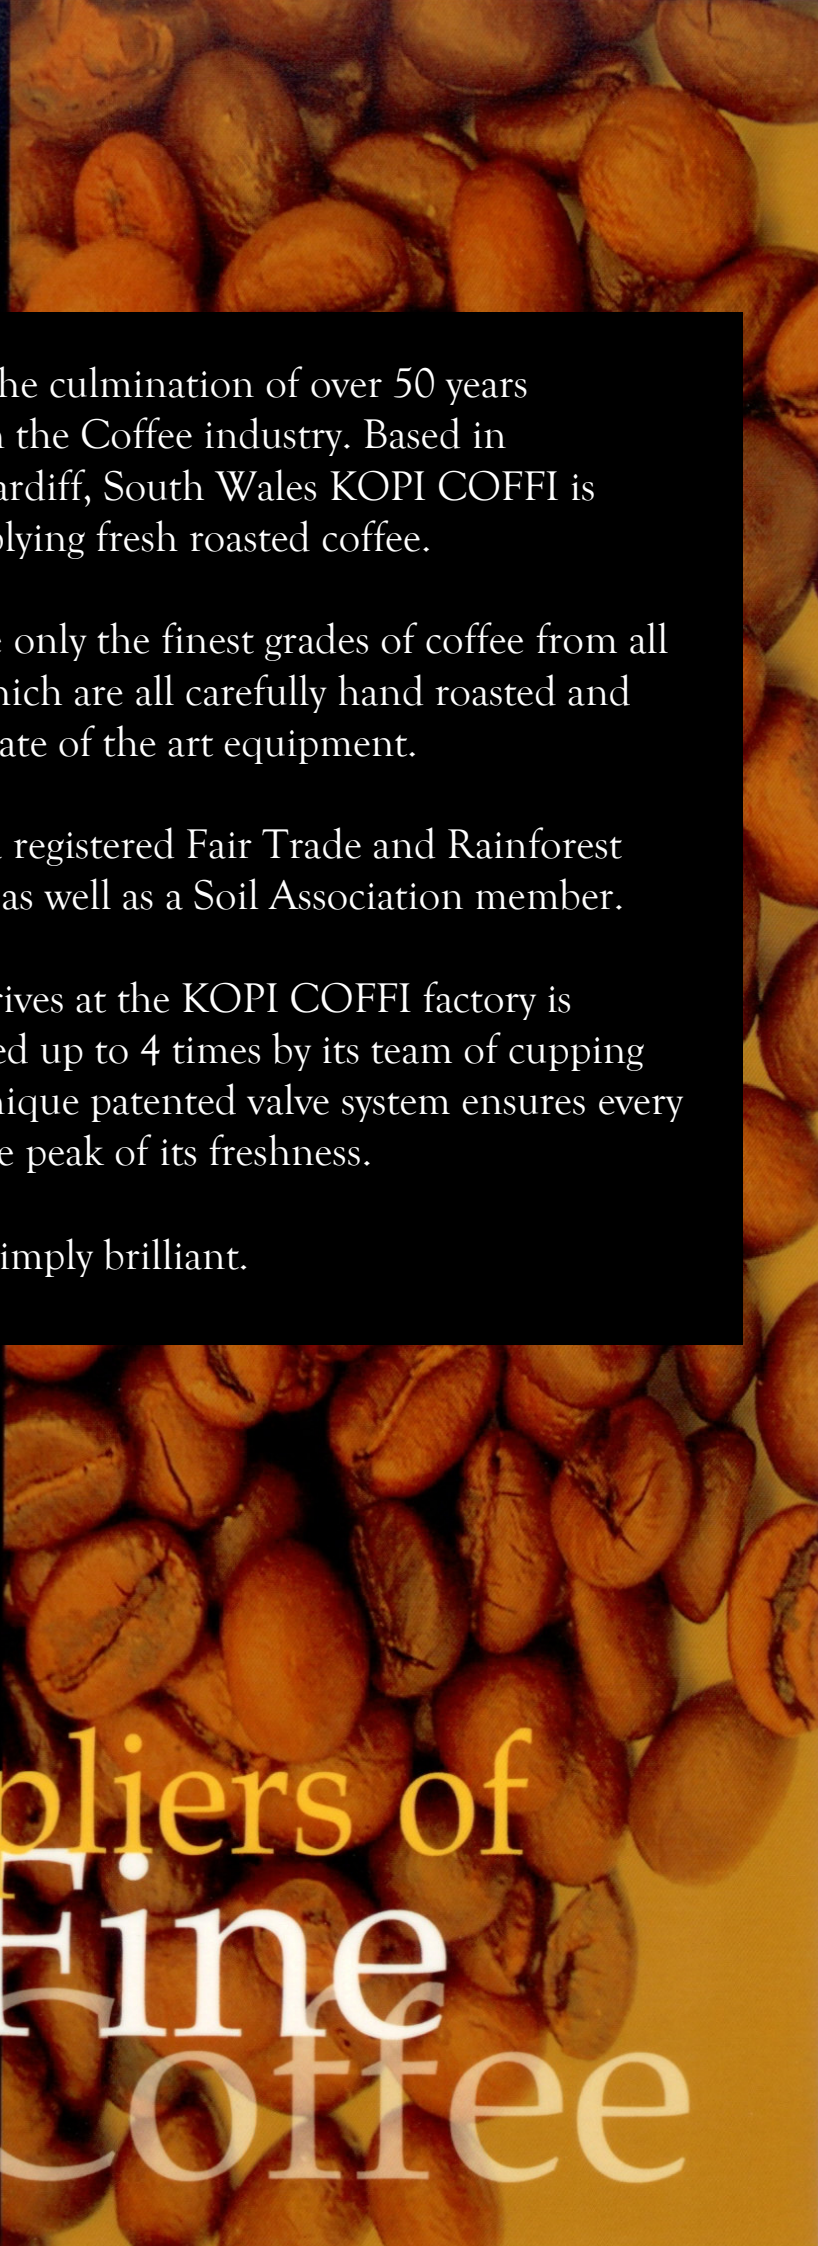 he culmination of over 50 years
the Coffee industry. Based in
ardiff, South Wales KOPI COFFI is
plying fresh roasted coffee.
only the finest grades of coffee from all
hich are all carefully hand roasted and
ate of the art equipment.
registered Fair Trade and Rainforest
as well as a Soil Association member.
rives at the KOPI COFFI factory is
ed up to 4 times by its team of cupping
nique patented valve system ensures every
e peak of its freshness.
imply brilliant.
pliers of
Fine
Coffee